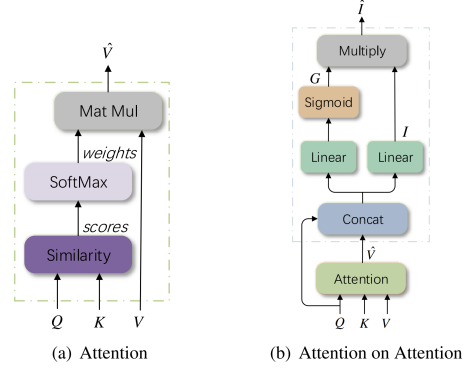 V̂
Mat Mul
weights
SoftMax
scores
Similarity
Q K V
(a) Attention
Î
Multiply
G
Sigmoid
I
Linear Linear
Concat
V̂
Attention
Q K V
(b) Attention on Attention